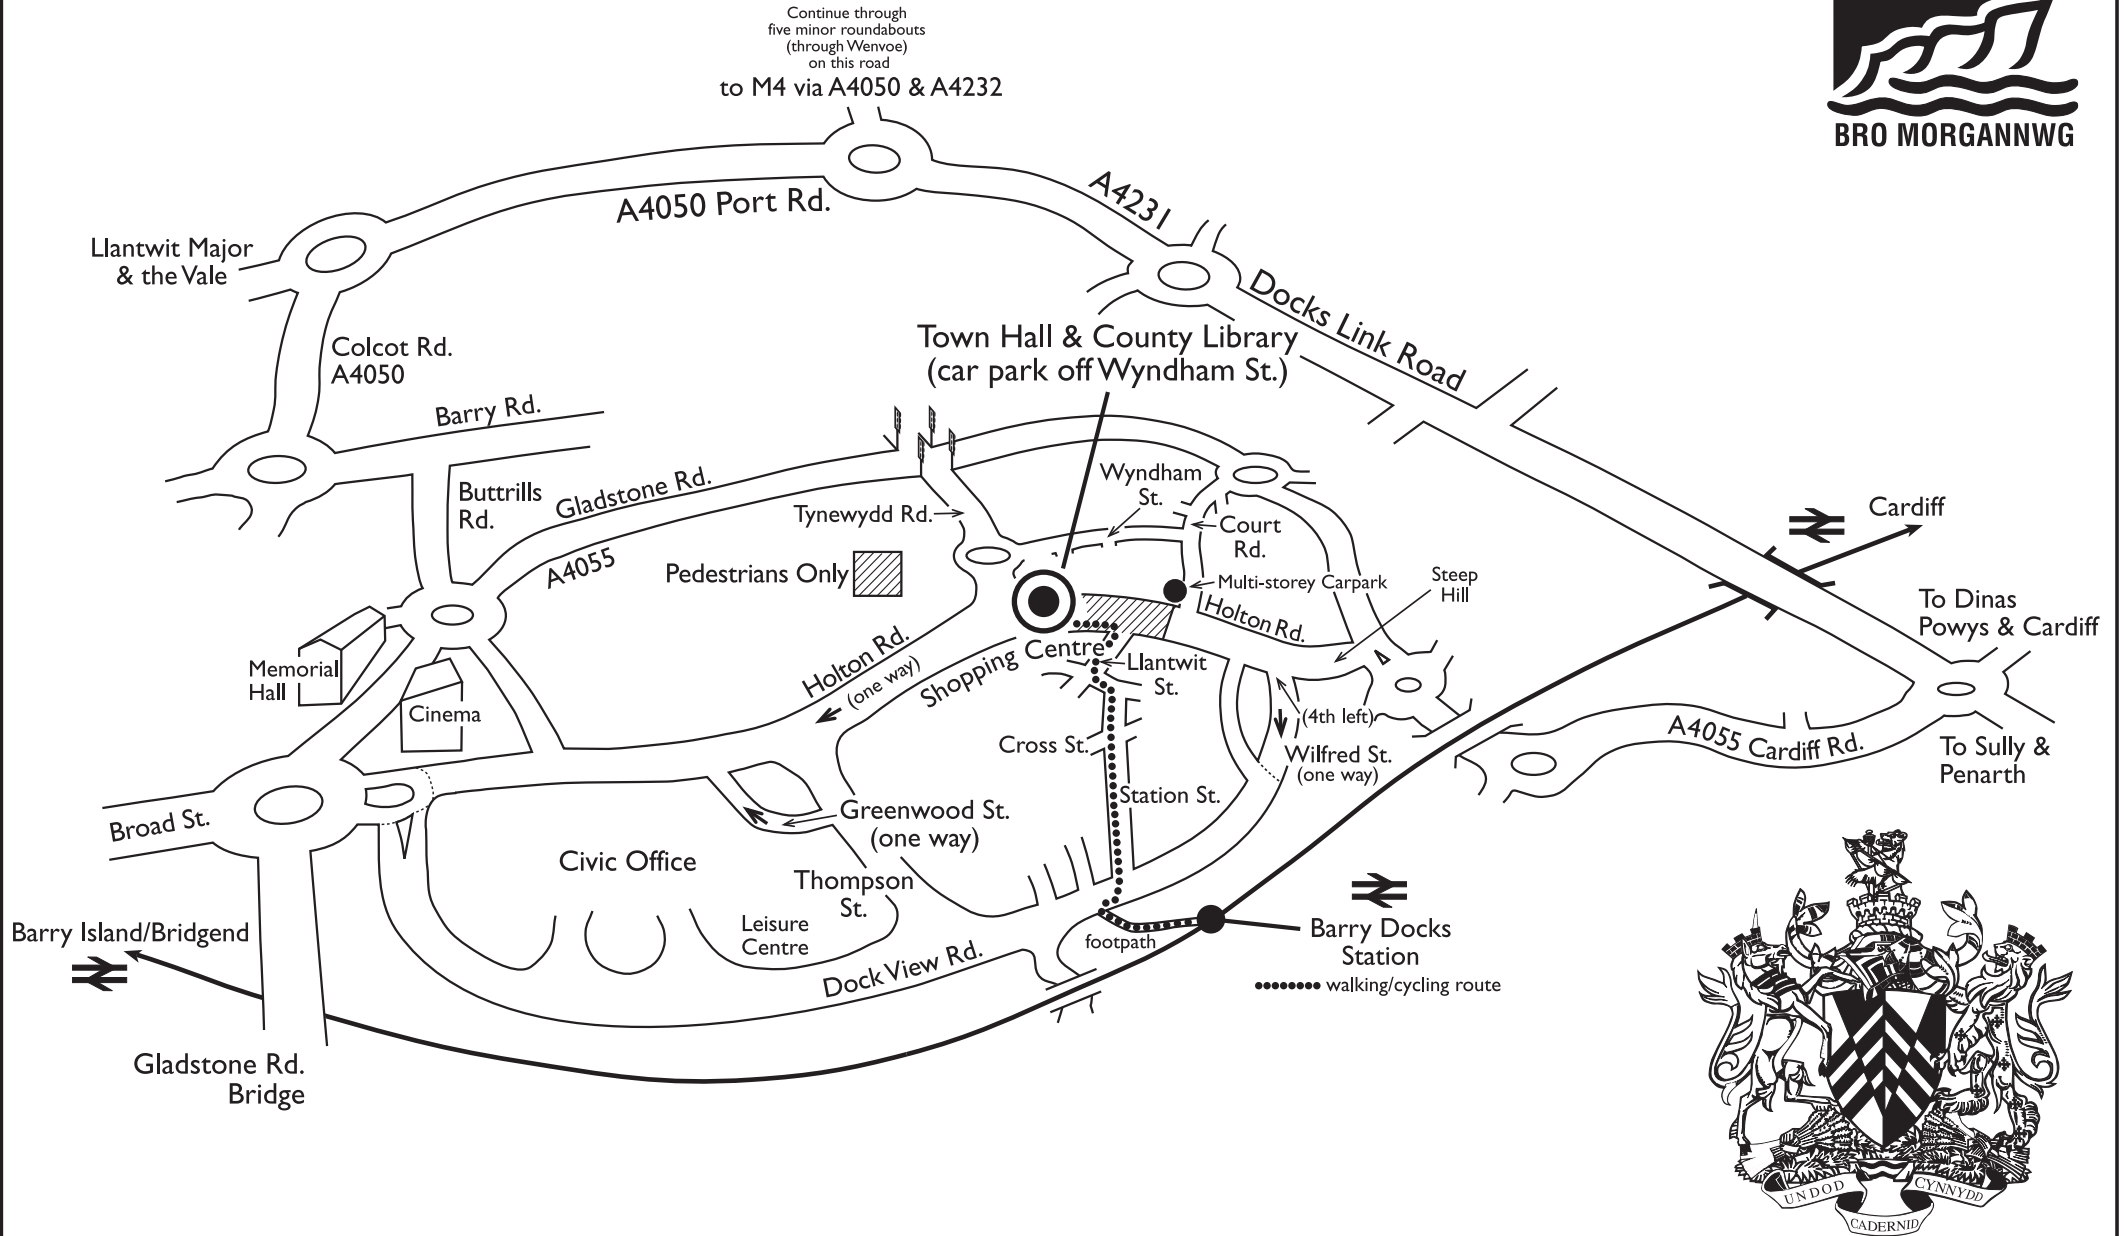 Continue through
five minor roundabouts
(through Wenvoe)
on this road
to M4 via A4050 & A4232
BRO MORGANNWG
A4050 Port Rd.
A4231
Llantwit Major
& the Vale
Docks Link Road
Town Hall & County Library
(car park off Wyndham St.)
Colcot Rd.
A4050
Barry Rd.
Buttrills
Rd.
Gladstone Rd.
A4055
Wyndham
St.
Tynewydd Rd.
Court
Rd.
Cardiff
Pedestrians Only
Multi-storey Carpark
Steep
Hill
Holton Rd.
To Dinas
Powys & Cardiff
Memorial
Hall
Cinema
Holton Rd.
(one way)
Shopping Centre
Llantwit
St.
(4th left)
Cross St.
Wilfred St.
(one way)
A4055 Cardiff Rd.
To Sully &
Penarth
Station St.
Broad St.
Greenwood St.
(one way)
Civic Office
Thompson
St.
Leisure
Centre
Barry Island/Bridgend
Dock View Rd.
footpath
Barry Docks
Station
walking/cycling route
Gladstone Rd.
Bridge
UNDOD
CADERNID
CYNNYDD